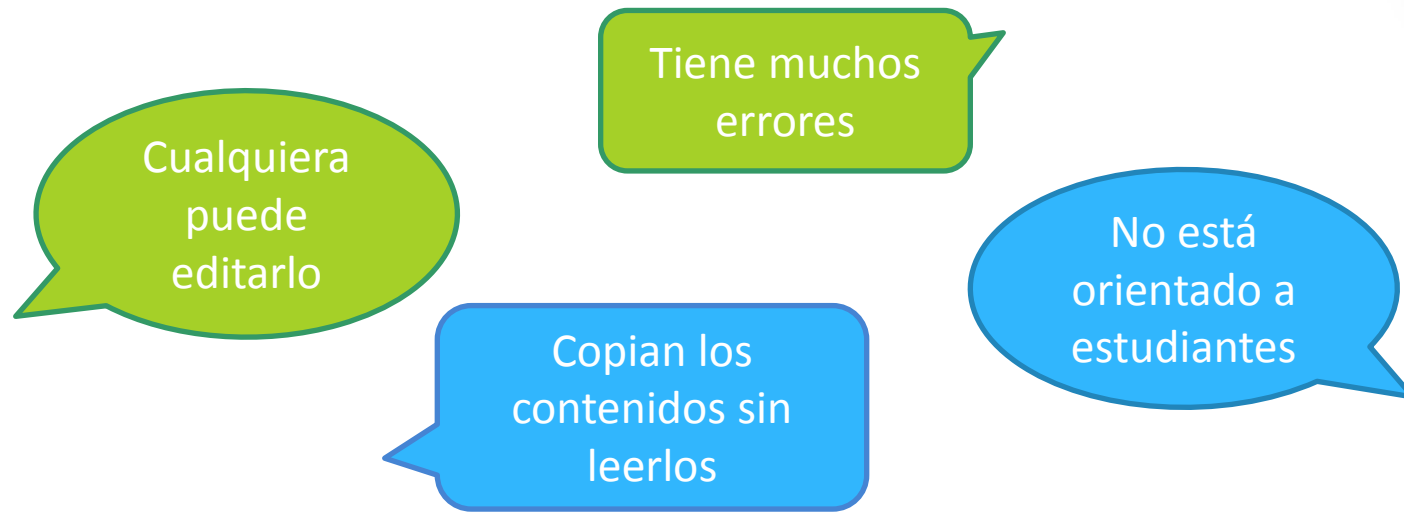 Tiene muchos
errores
Cualquiera
puede
editarlo
No está
orientado a
estudiantes
Copian los
contenidos sin
leerlos